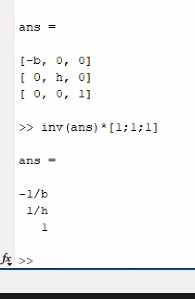 ans =
[-b, 0, 0]
[ 0, h, 0]
[ 0, 0, 1]
>> inv(ans)*[1;1;1]
ans =
-1/b
1/h
1
fx >>